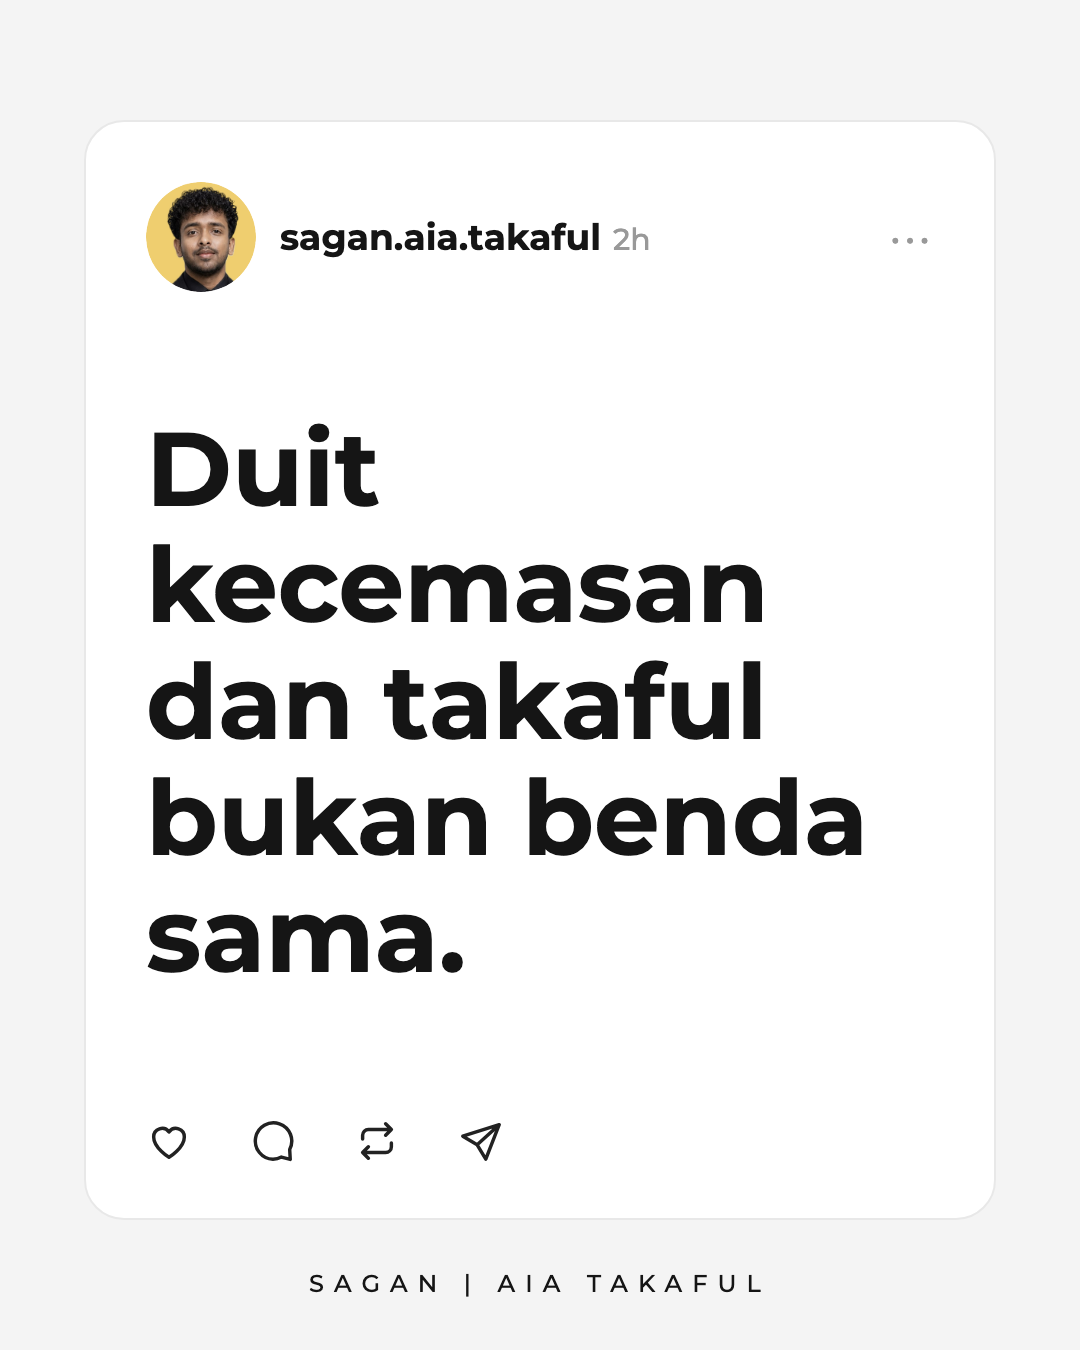 sagan.aia.takaful 2h
Duit
kecemasan
dan takaful
bukan benda
sama.
SAGAN | AIA TAKAFUL